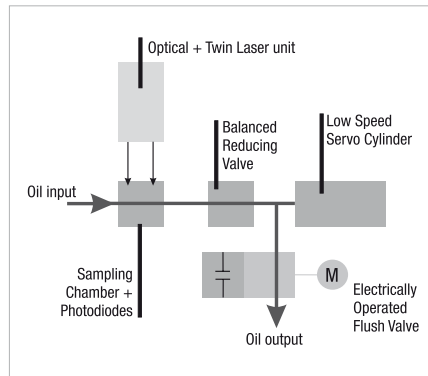 Optical + Twin Laser unit
Balanced
Reducing
Valve
Low Speed
Servo Cylinder
Oil input
Sampling
Chamber +
Photodiodes
M
Electrically
Operated
Flush Valve
Oil output